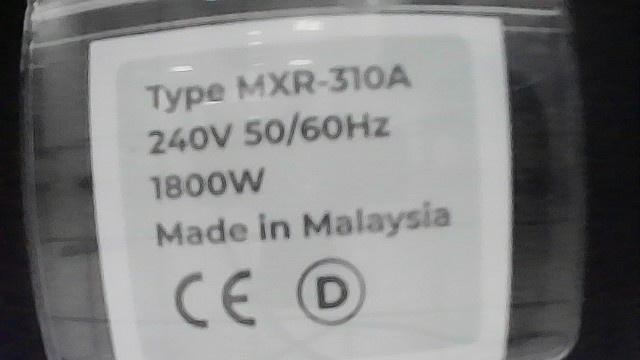 Type MXR-310A
240V 50/60Hz
1800W
Made in Malaysia
CE D